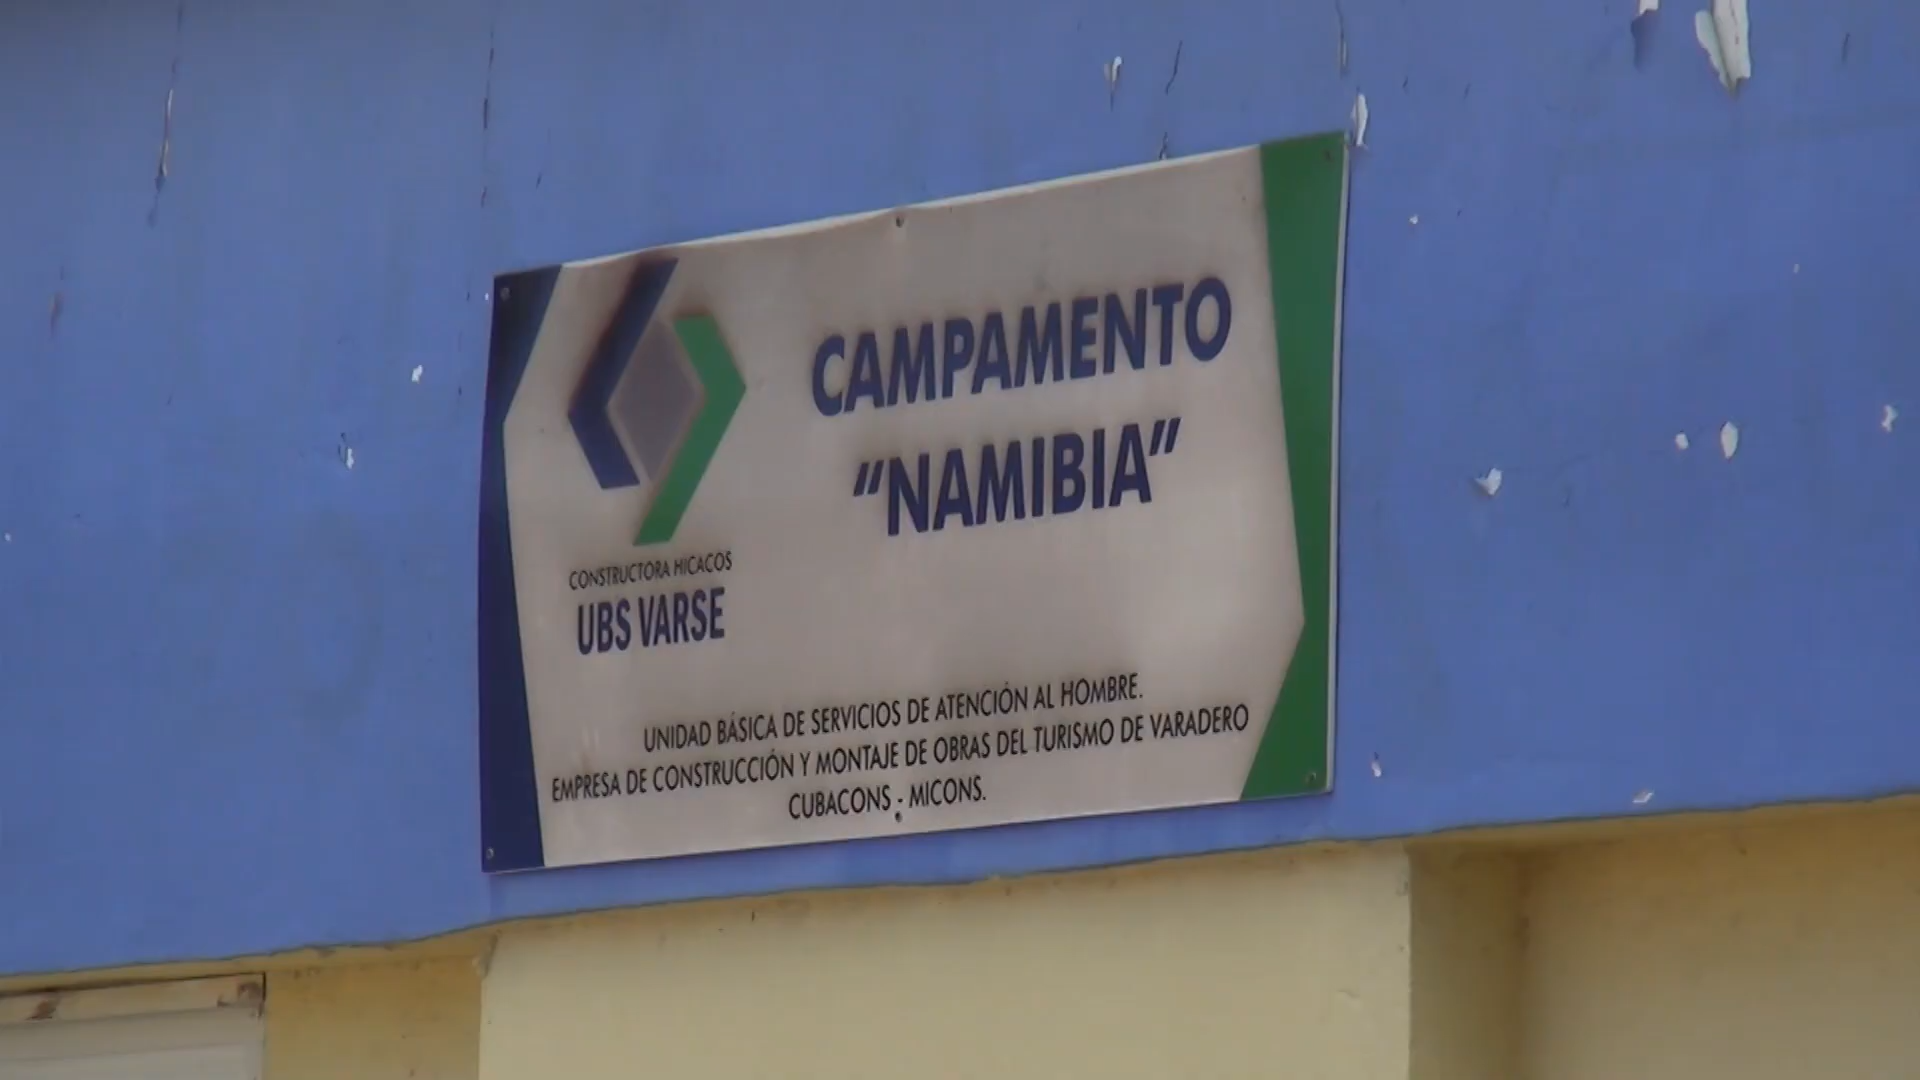 CAMPAMENTO
“NAMIBIA”
CONSTRUCTORA HICACOS
UBS VARSE
UNIDAD BÁSICA DE SERVICIOS DE ATENCIÓN AL HOMBRE.
EMPRESA DE CONSTRUCCIÓN Y MONTAJE DE OBRAS DEL TURISMO DE VARADERO
CUBACONS - MICONS.